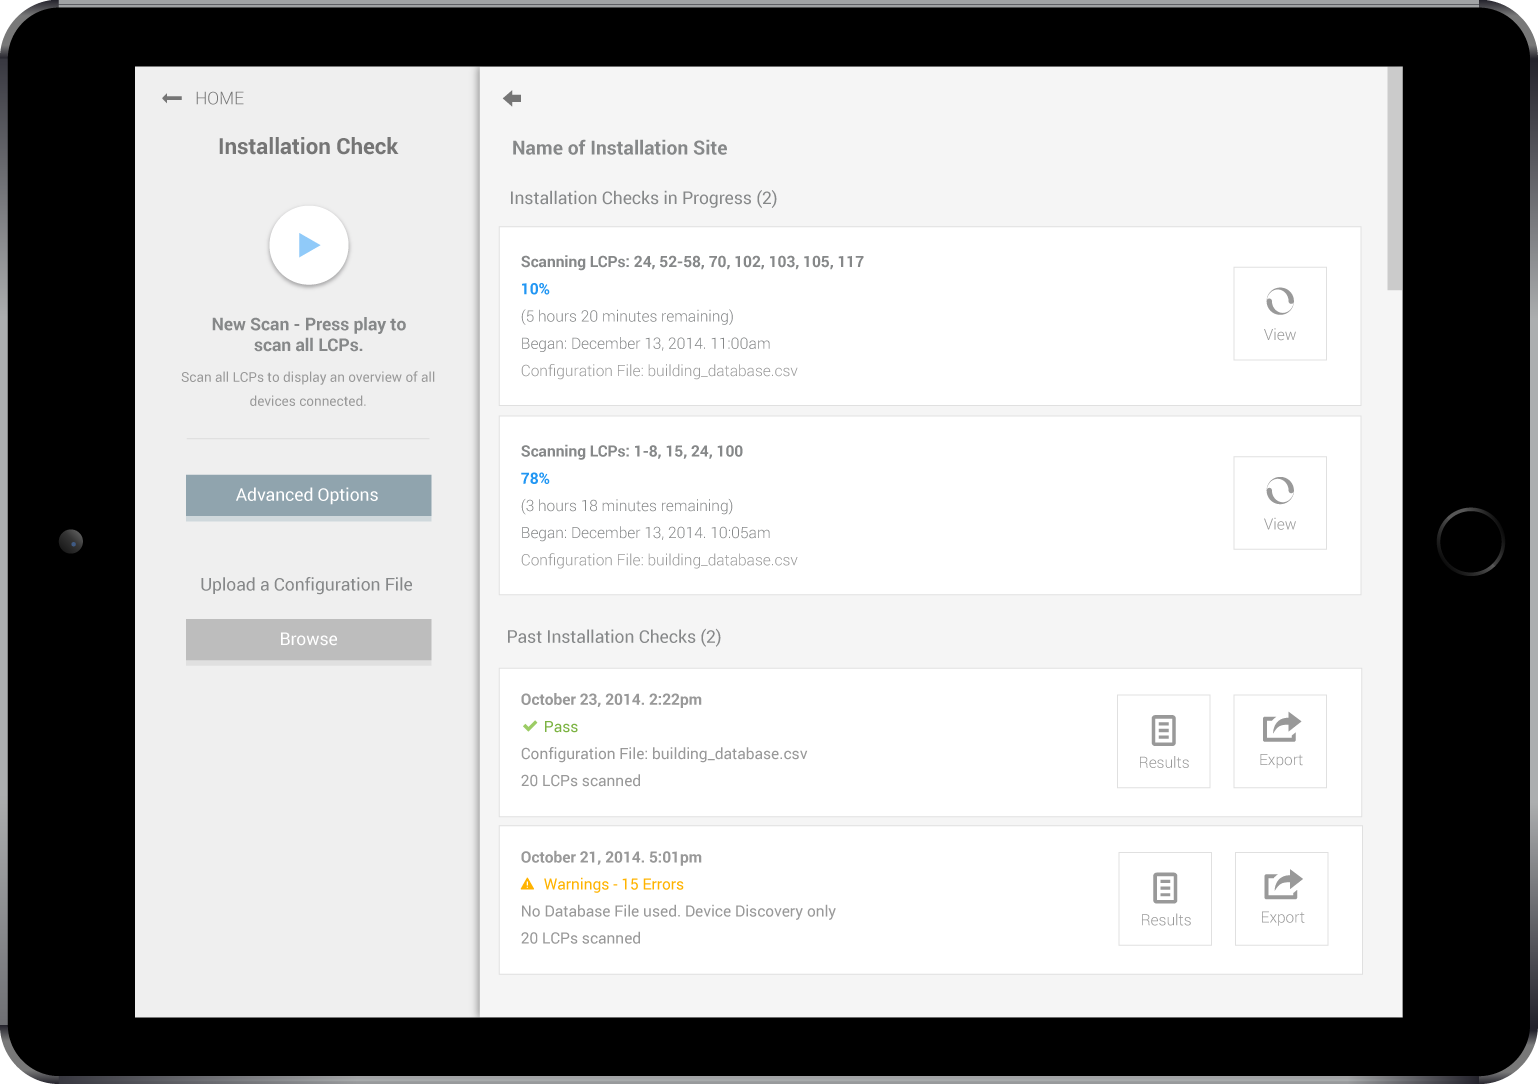 HOME
Installation Check
New Scan - Press play to
scan all LCPs.
Scan all LCPs to display an overview of all
devices connected.
Advanced Options
Upload a Configuration File
Browse
Name of Installation Site
Installation Checks in Progress (2)
Scanning LCPs: 24, 52-58, 70, 102, 103, 105, 117
10%
(5 hours 20 minutes remaining)
Began: December 13, 2014. 11:00am
Configuration File: building_database.csv
View
Scanning LCPs: 1-8, 15, 24, 100
78%
(3 hours 18 minutes remaining)
Began: December 13, 2014. 10:05am
Configuration File: building_database.csv
View
Past Installation Checks (2)
October 23, 2014. 2:22pm
Pass
Configuration File: building_database.csv
20 LCPs scanned
Results
Export
October 21, 2014. 5:01pm
Warnings - 15 Errors
No Database File used. Device Discovery only
20 LCPs scanned
Results
Export